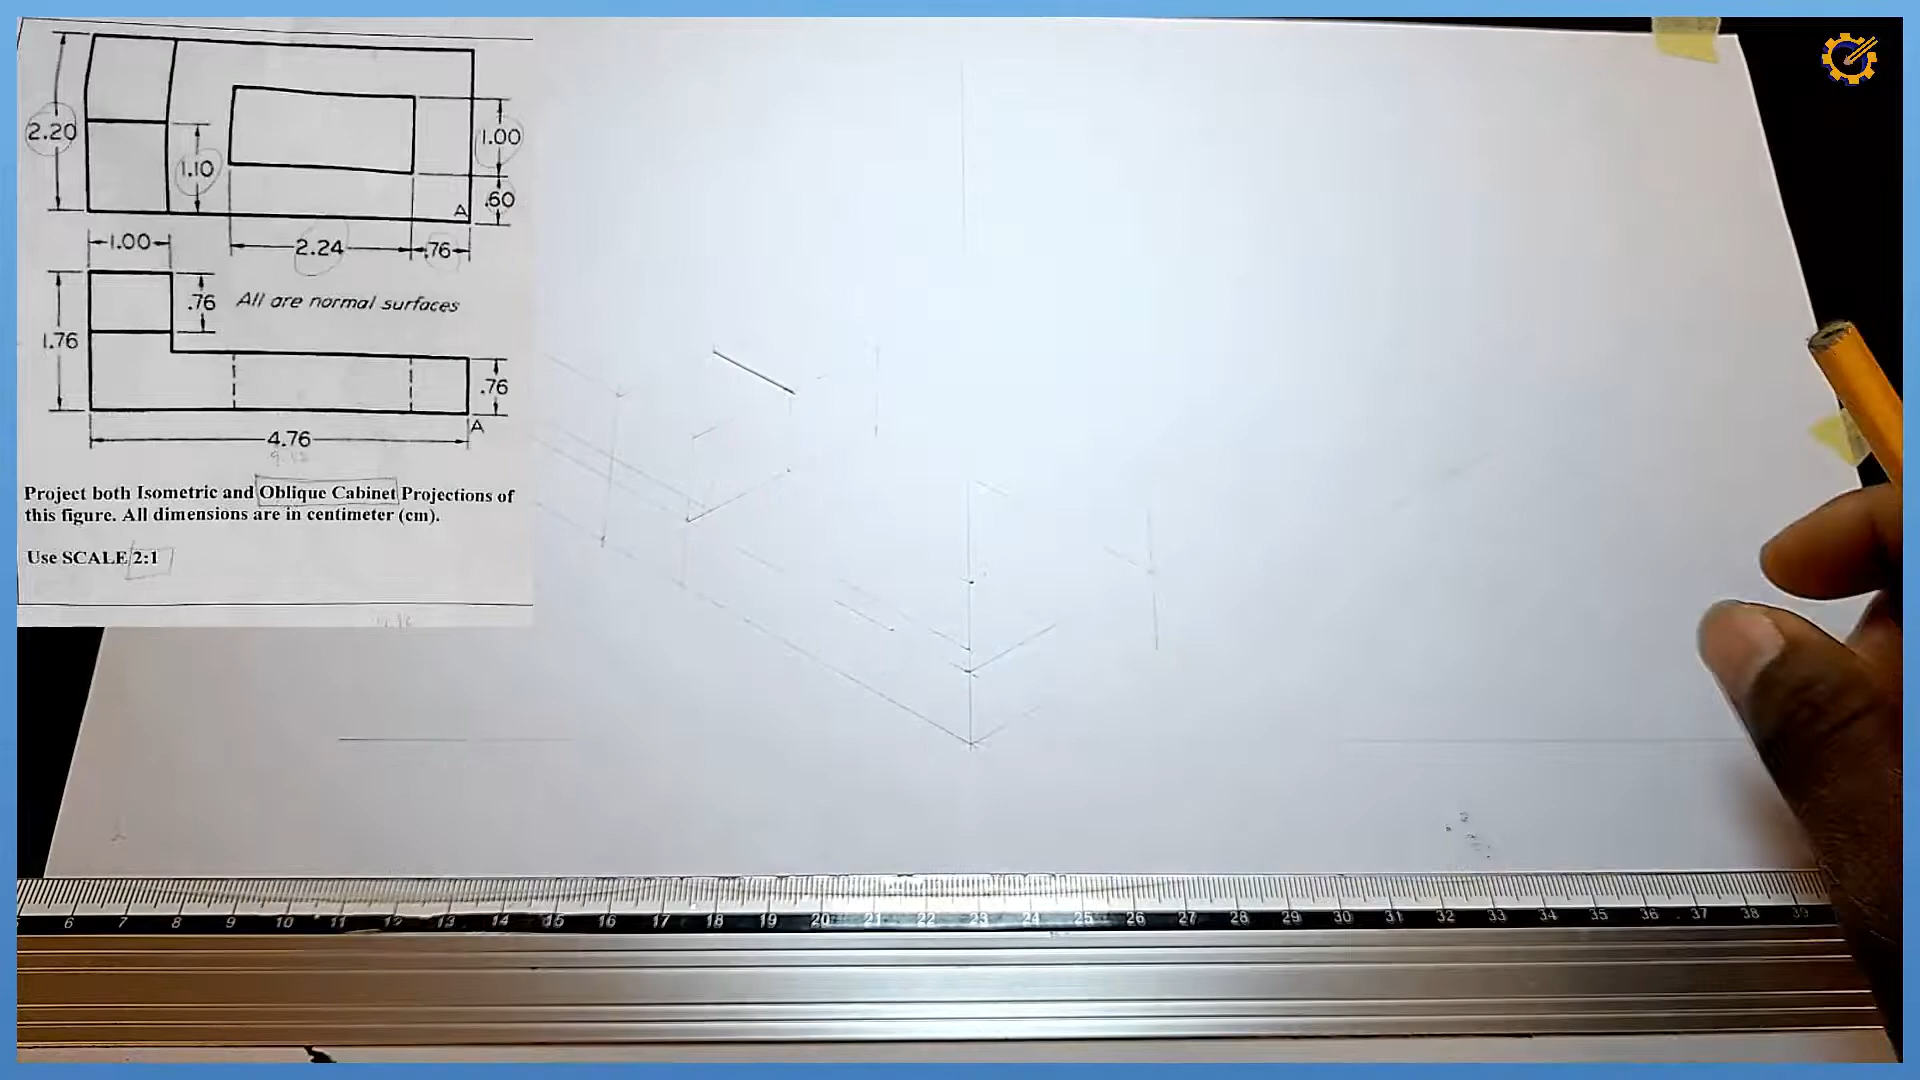 2.20
1.10
1.00
.60
A
1.00
2.24
.76
.76
All are normal surfaces
1.76
.76
A
4.76
Project both Isometric and Oblique Cabinet Projections of
this figure. All dimensions are in centimeter (cm).
Use SCALE 2:1
6 7 8 9 10 11 12 13 14 15 16 17 18 19 20 21 22 23 24 25 26 27 28 29 30 31 32 33 34 35 36 37 38 39